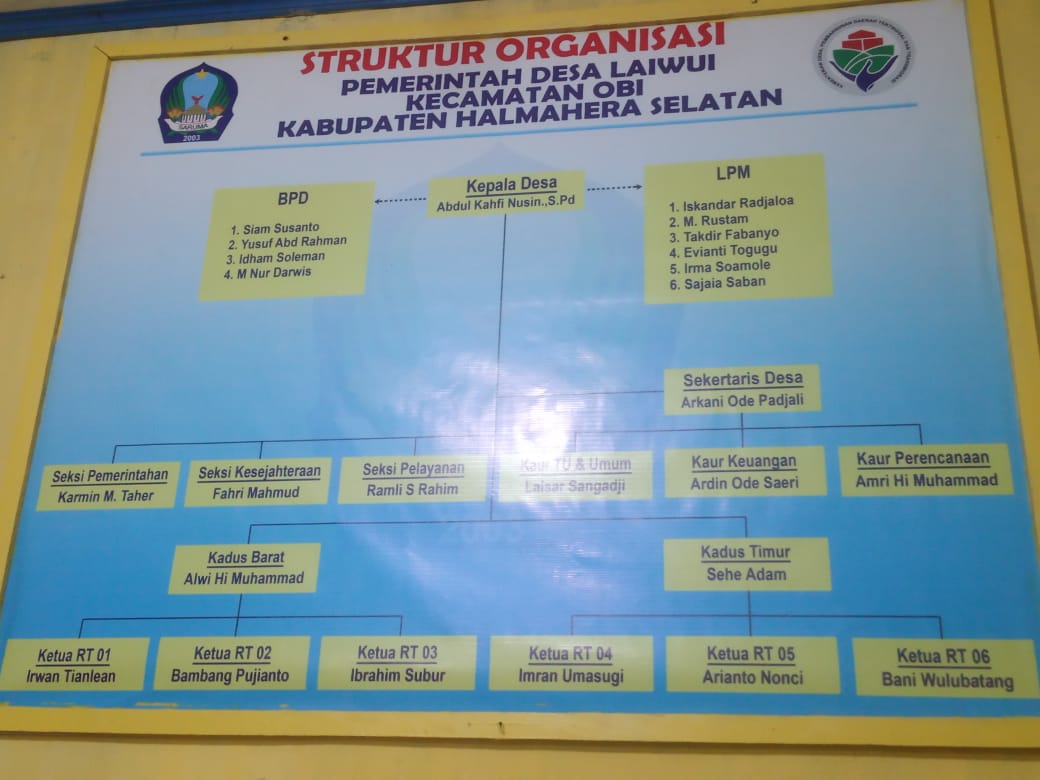 STRUKTUR ORGANISASI
PEMERINTAH DESA LAIWUI
KECAMATAN OBI
KABUPATEN HALMAHERA SELATAN
SARUMA
2003
Kepala Desa
Abdul Kahfi Nusin.,S.Pd
BPD
1. Siam Susanto
2. Yusuf Abd Rahman
3. Idham Soleman
4. M Nur Darwis
LPM
1. Iskandar Radjaloa
2. M. Rustam
3. Takdir Fabanyo
4. Evianti Togugu
5. Irma Soamole
6. Sajaia Saban
Sekertaris Desa
Arkani Ode Padjali
Seksi Pemerintahan
Karmin M. Taher
Seksi Kesejahteraan
Fahri Mahmud
Seksi Pelayanan
Ramli S Rahim
Kaur TU & Umum
Laisar Sangadji
Kaur Keuangan
Ardin Ode Saeri
Kaur Perencanaan
Amri Hi Muhammad
2003
Kadus Barat
Alwi Hi Muhammad
Kadus Timur
Sehe Adam
Ketua RT 01
Irwan Tianlean
Ketua RT 02
Bambang Pujianto
Ketua RT 03
Ibrahim Subur
Ketua RT 04
Imran Umasugi
Ketua RT 05
Arianto Nonci
Ketua RT 06
Bani Wulubatang